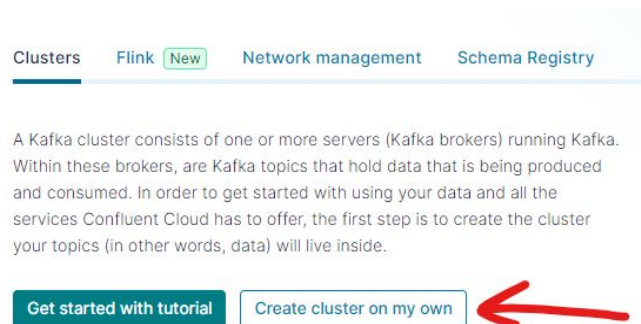 Clusters Flink New Network management Schema Registry
A Kafka cluster consists of one or more servers (Kafka brokers) running Kafka.
Within these brokers, are Kafka topics that hold data that is being produced
and consumed. In order to get started with using your data and all the
services Confluent Cloud has to offer, the first step is to create the cluster
your topics (in other words, data) will live inside.
Get started with tutorial Create cluster on my own